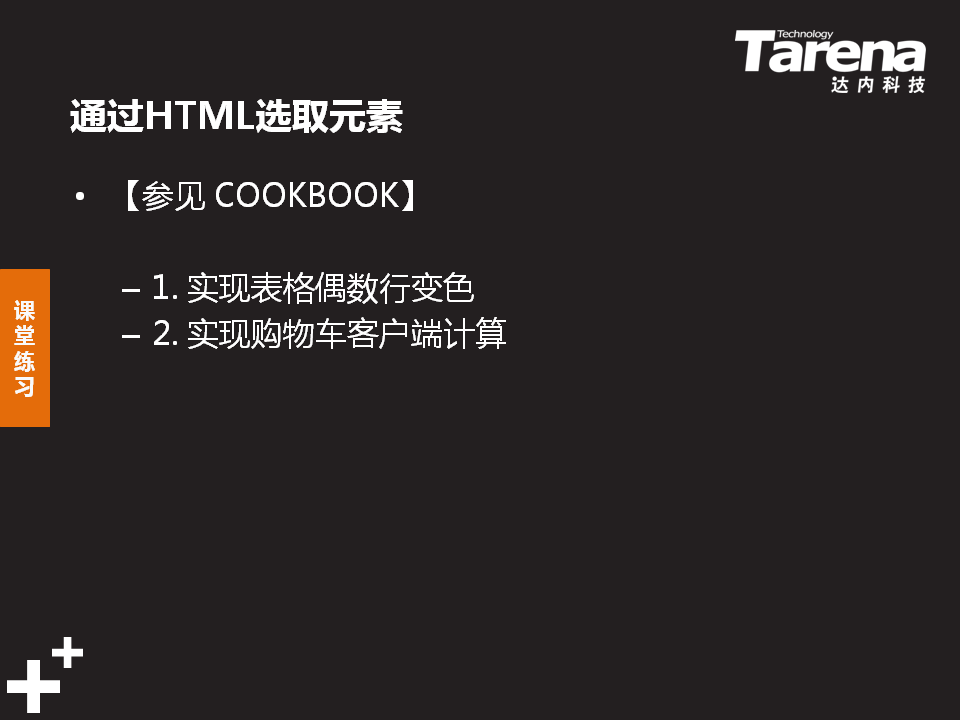 Technology
Tarena
达内科技
通过HTML选取元素
• 【参见 COOKBOOK】
– 1. 实现表格偶数行变色
– 2. 实现购物车客户端计算
课堂练习